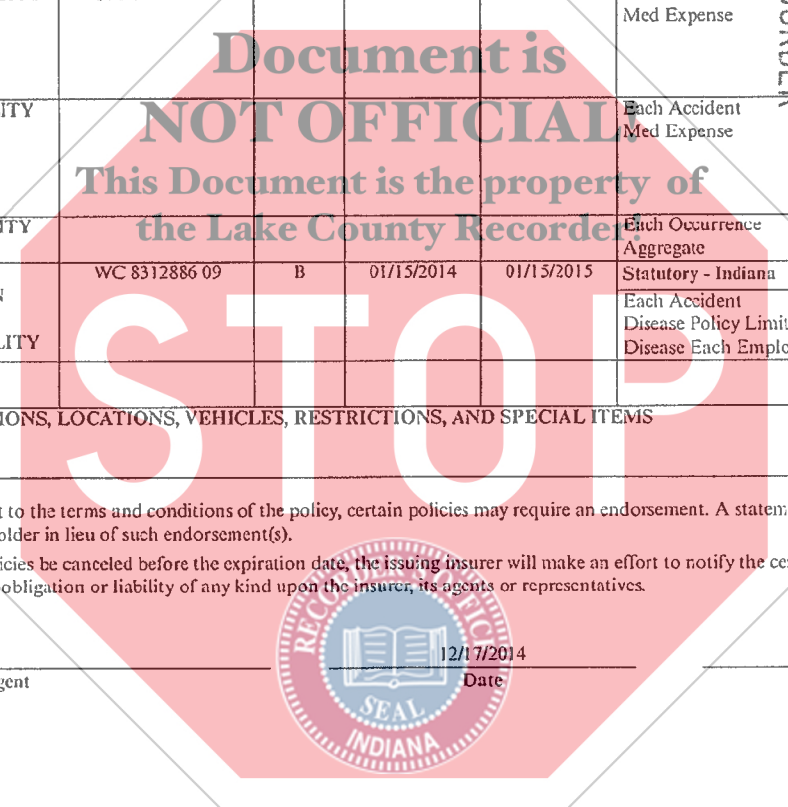 Med Expense
Document is
NOT OFFICIAL!
ITY
Each Accident
Med Expense
This Document is the property of
the Lake County Recorder!
ITY
Each Occurrence
Aggregate
WC 8312886 09 B 01/15/2014 01/15/2015 Statutory - Indiana
N
Each Accident
LITY
Disease Policy Limit
Disease Each Emplo
STOP
IONS, LOCATIONS, VEHICLES, RESTRICTIONS, AND SPECIAL ITEMS
t to the terms and conditions of the policy, certain policies may require an endorsement. A statem
older in lieu of such endorsement(s).
icies be canceled before the expiration date, the issuing insurer will make an effort to notify the ce
obligation or liability of any kind upon the insurer, its agents or representatives.
RECORDER'S OFFICE
SEAL
INDIANA
12/17/2014
gent Date